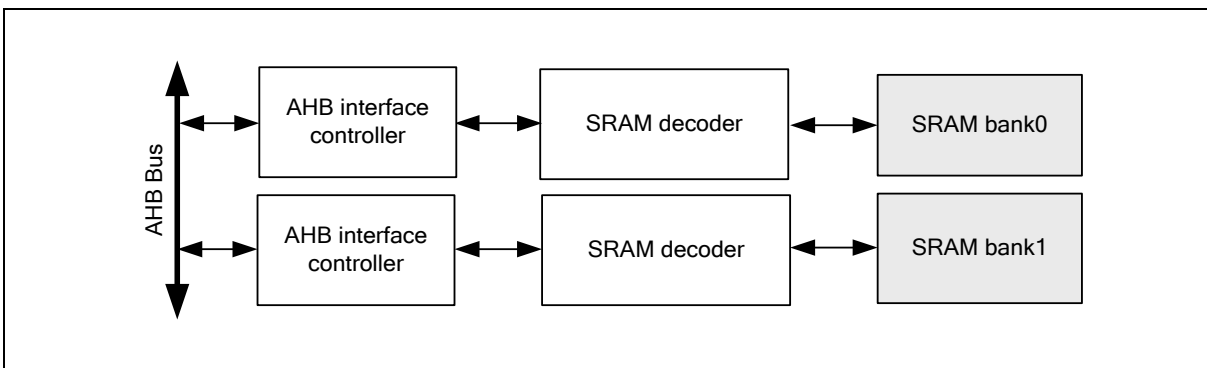 AHB Bus
AHB interface
controller
SRAM decoder
SRAM bank0
AHB interface
controller
SRAM decoder
SRAM bank1